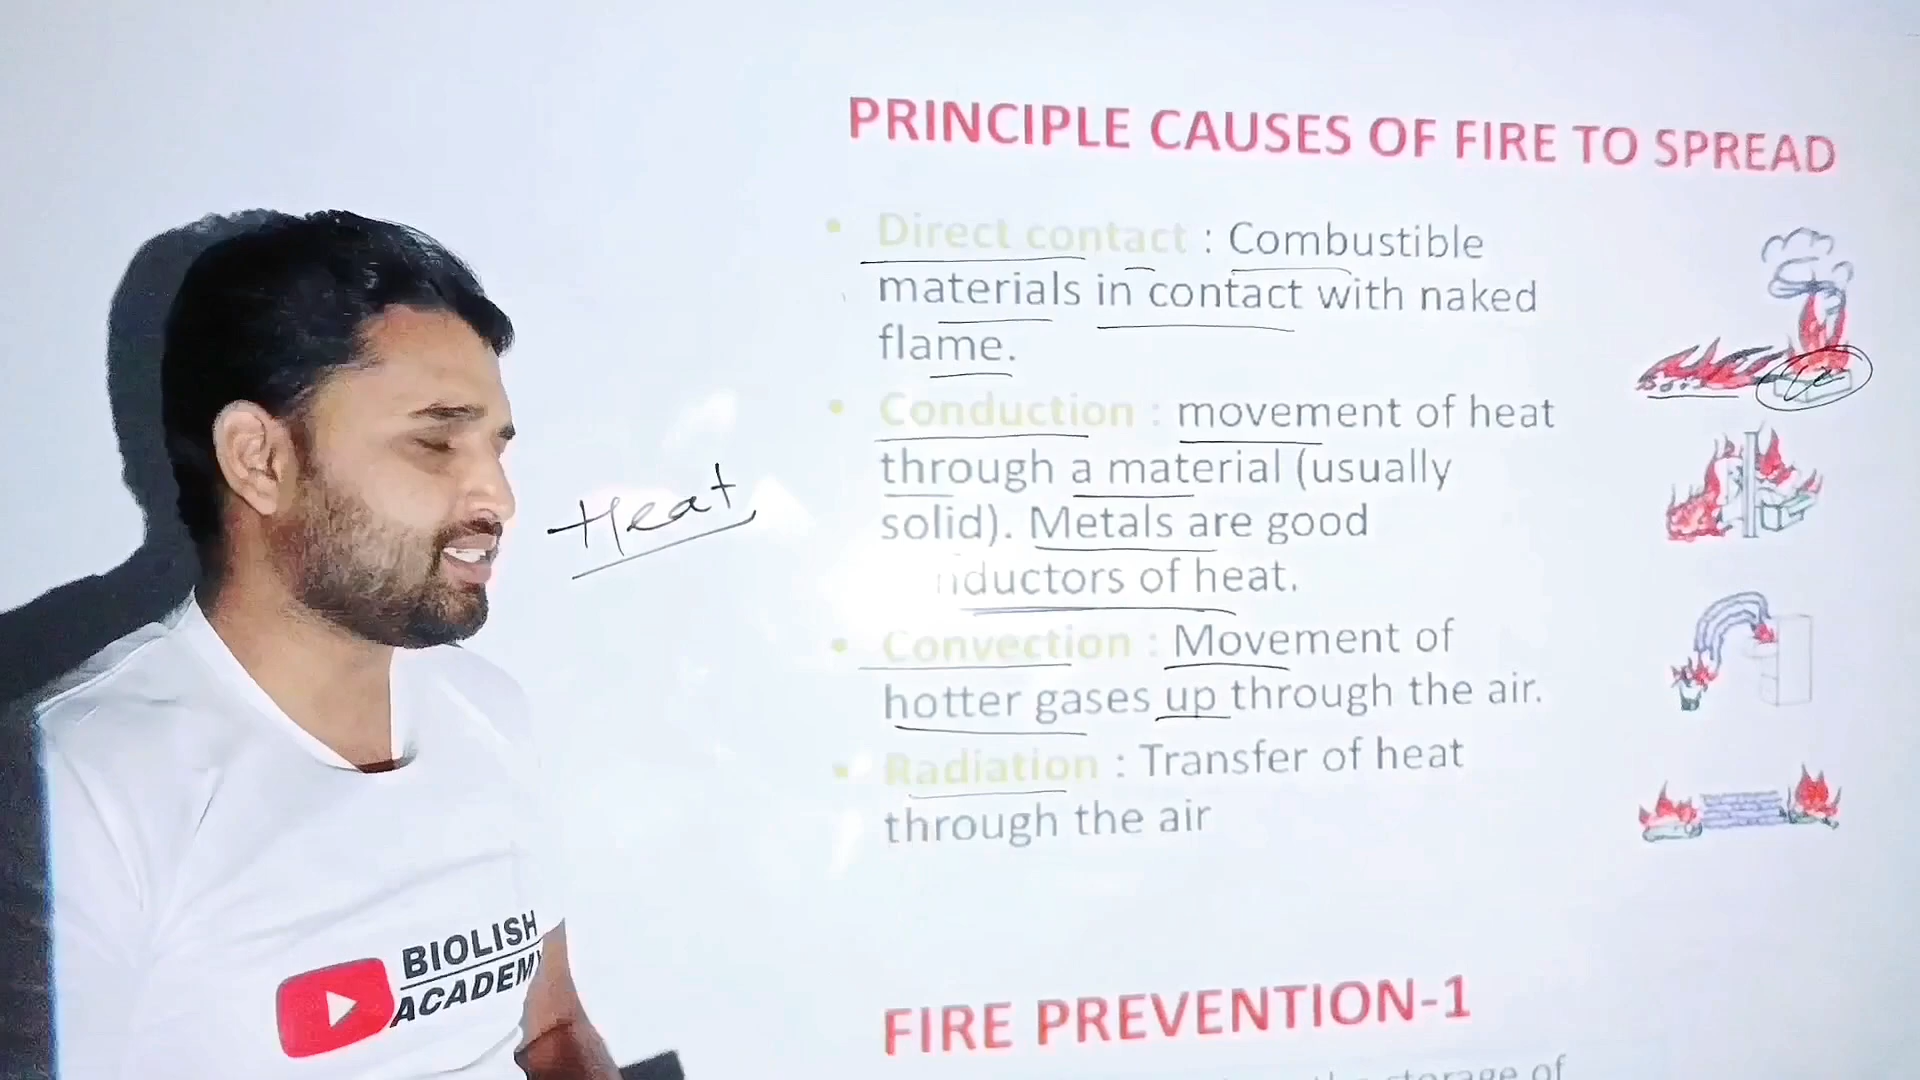 PRINCIPLE CAUSES OF FIRE TO SPREAD
• Direct contact : Combustible
materials in contact with naked
flame.
• Conduction : movement of heat
through a material (usually
solid). Metals are good
nductors of heat.
• Convection : Movement of
hotter gases up through the air.
• Radiation : Transfer of heat
through the air
FIRE PREVENTION-1
storage of
Heat
BIOLISH
ACADEMY